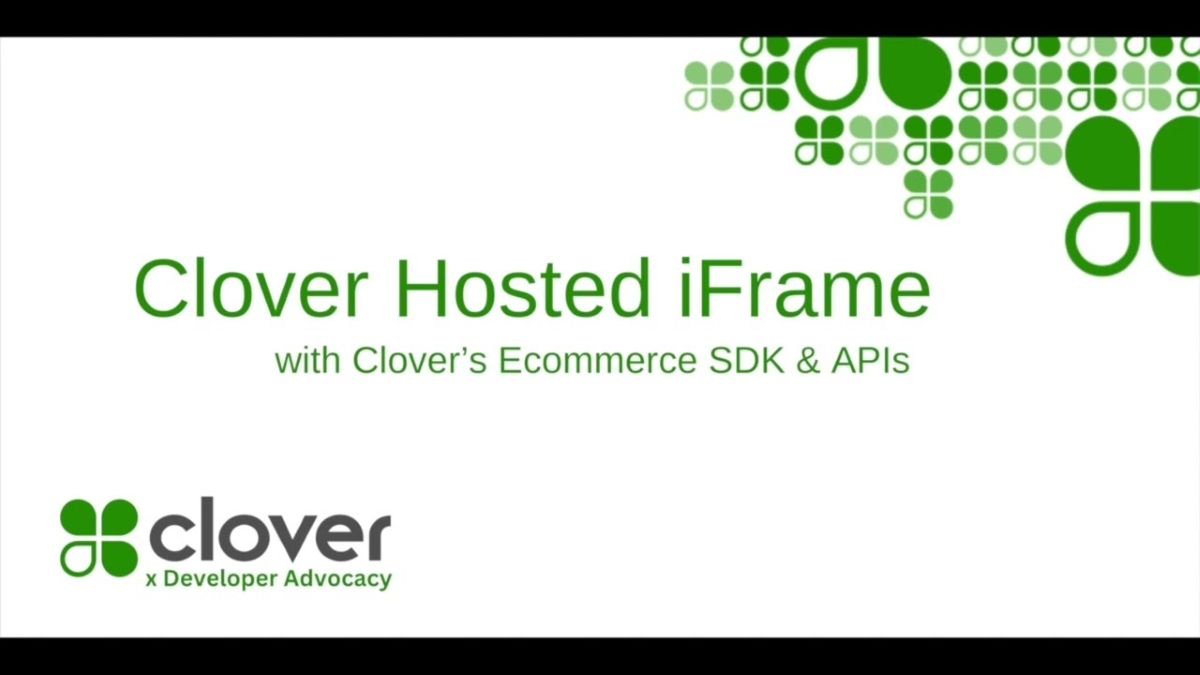 Clover Hosted iFrame
with Clover’s Ecommerce SDK & APIs
clover
x Developer Advocacy